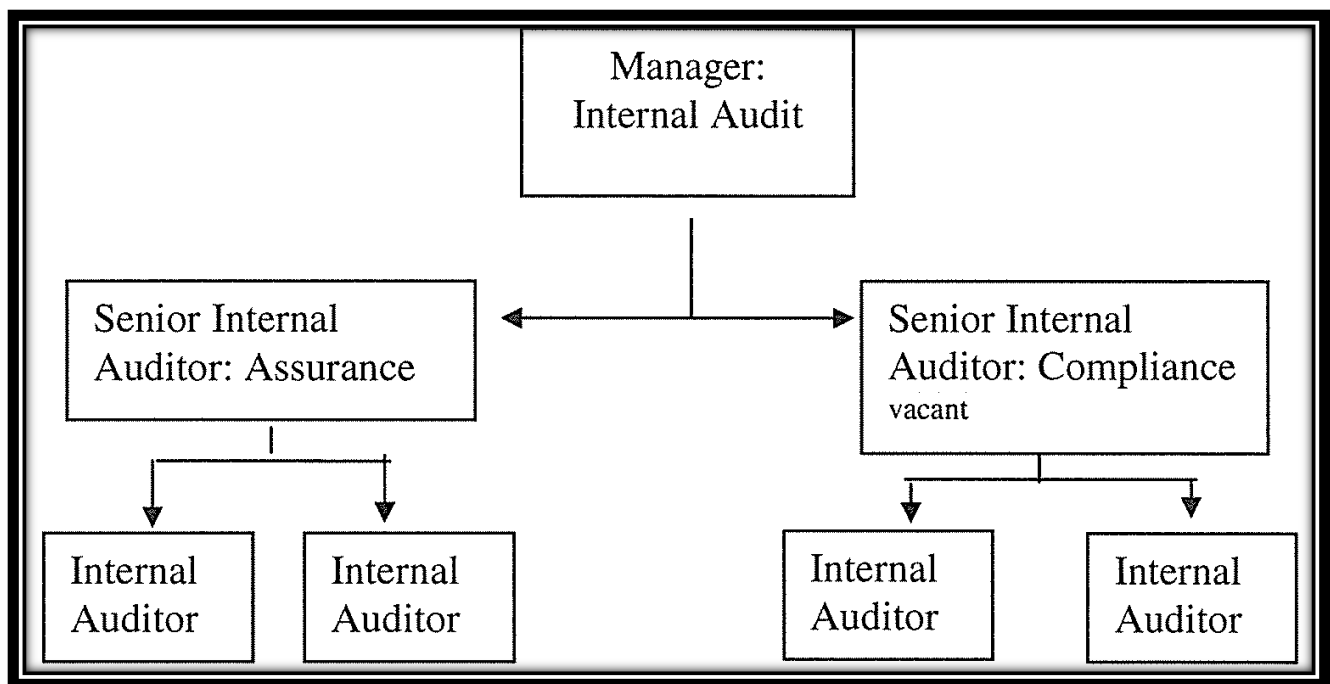 Manager:
Internal Audit
Senior Internal
Auditor: Assurance
Senior Internal
Auditor: Compliance
vacant
Internal
Auditor
Internal
Auditor
Internal
Auditor
Internal
Auditor